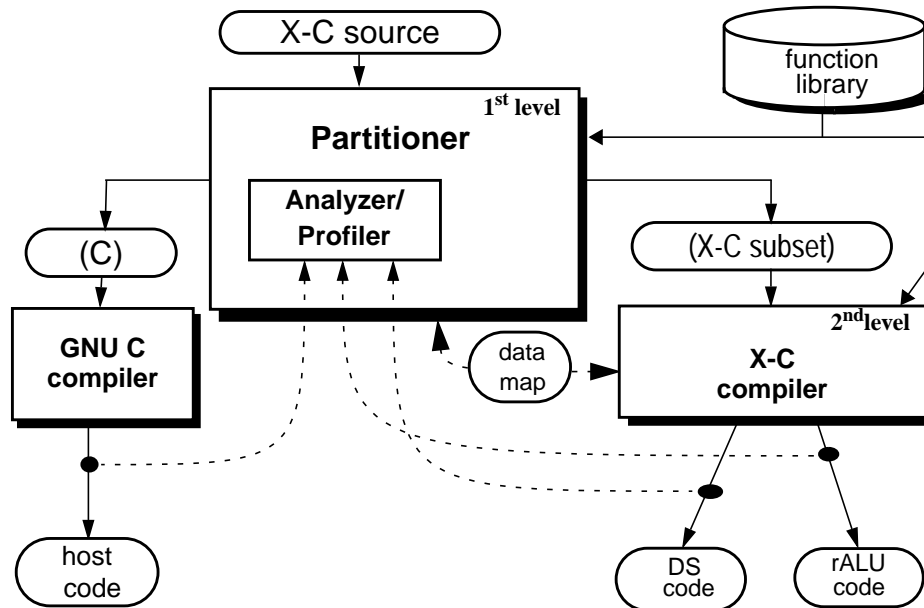 X-C source
function
library
1st level
Partitioner
Analyzer/
Profiler
(C)
(X-C subset)
GNU C
compiler
data
map
2nd level
X-C
compiler
host
code
DS
code
rALU
code